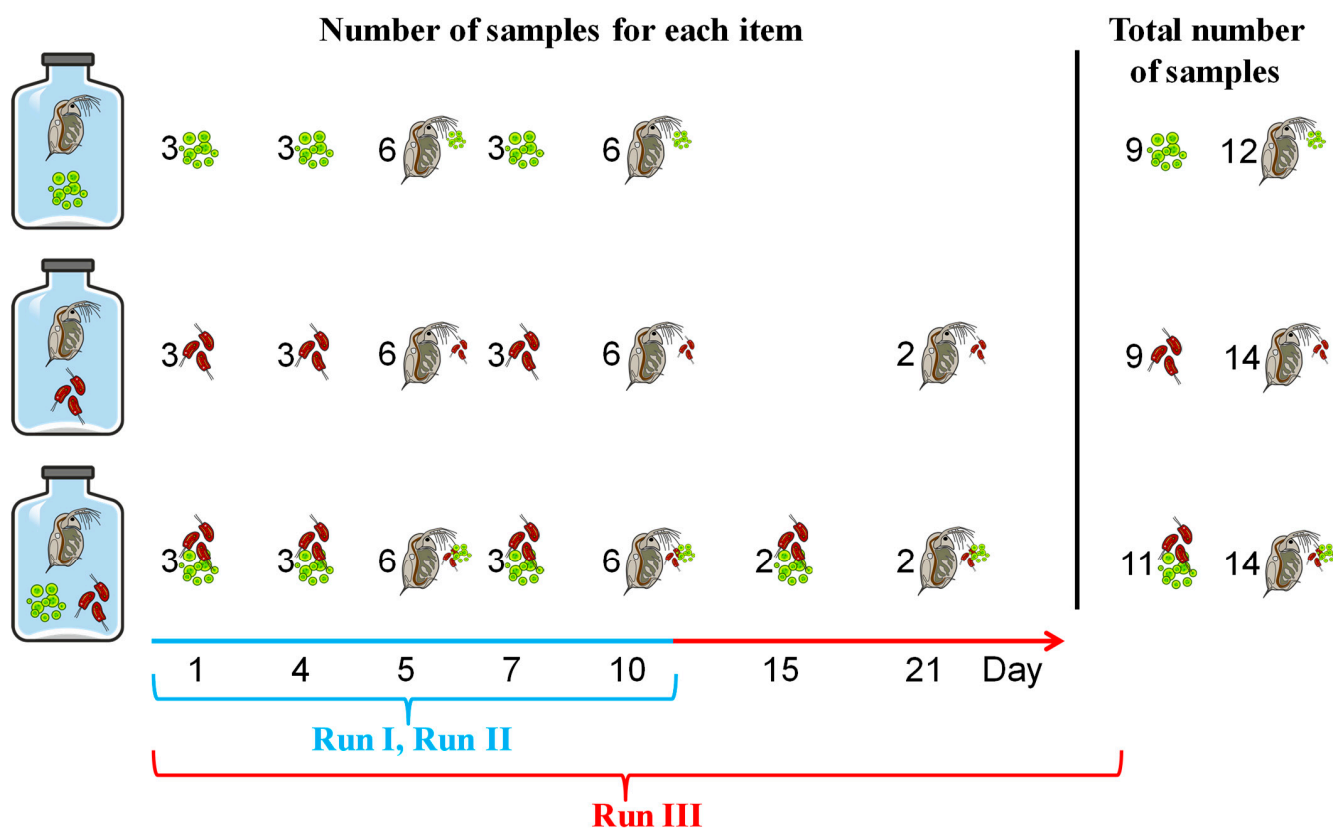 Number of samples for each item
Total number
of samples
3 3 6 3 6 9 12
3 3 6 3 6 2 9 14
3 3 6 3 6 2 2 11 14
1 4 5 7 10 15 21 Day
Run I, Run II
Run III